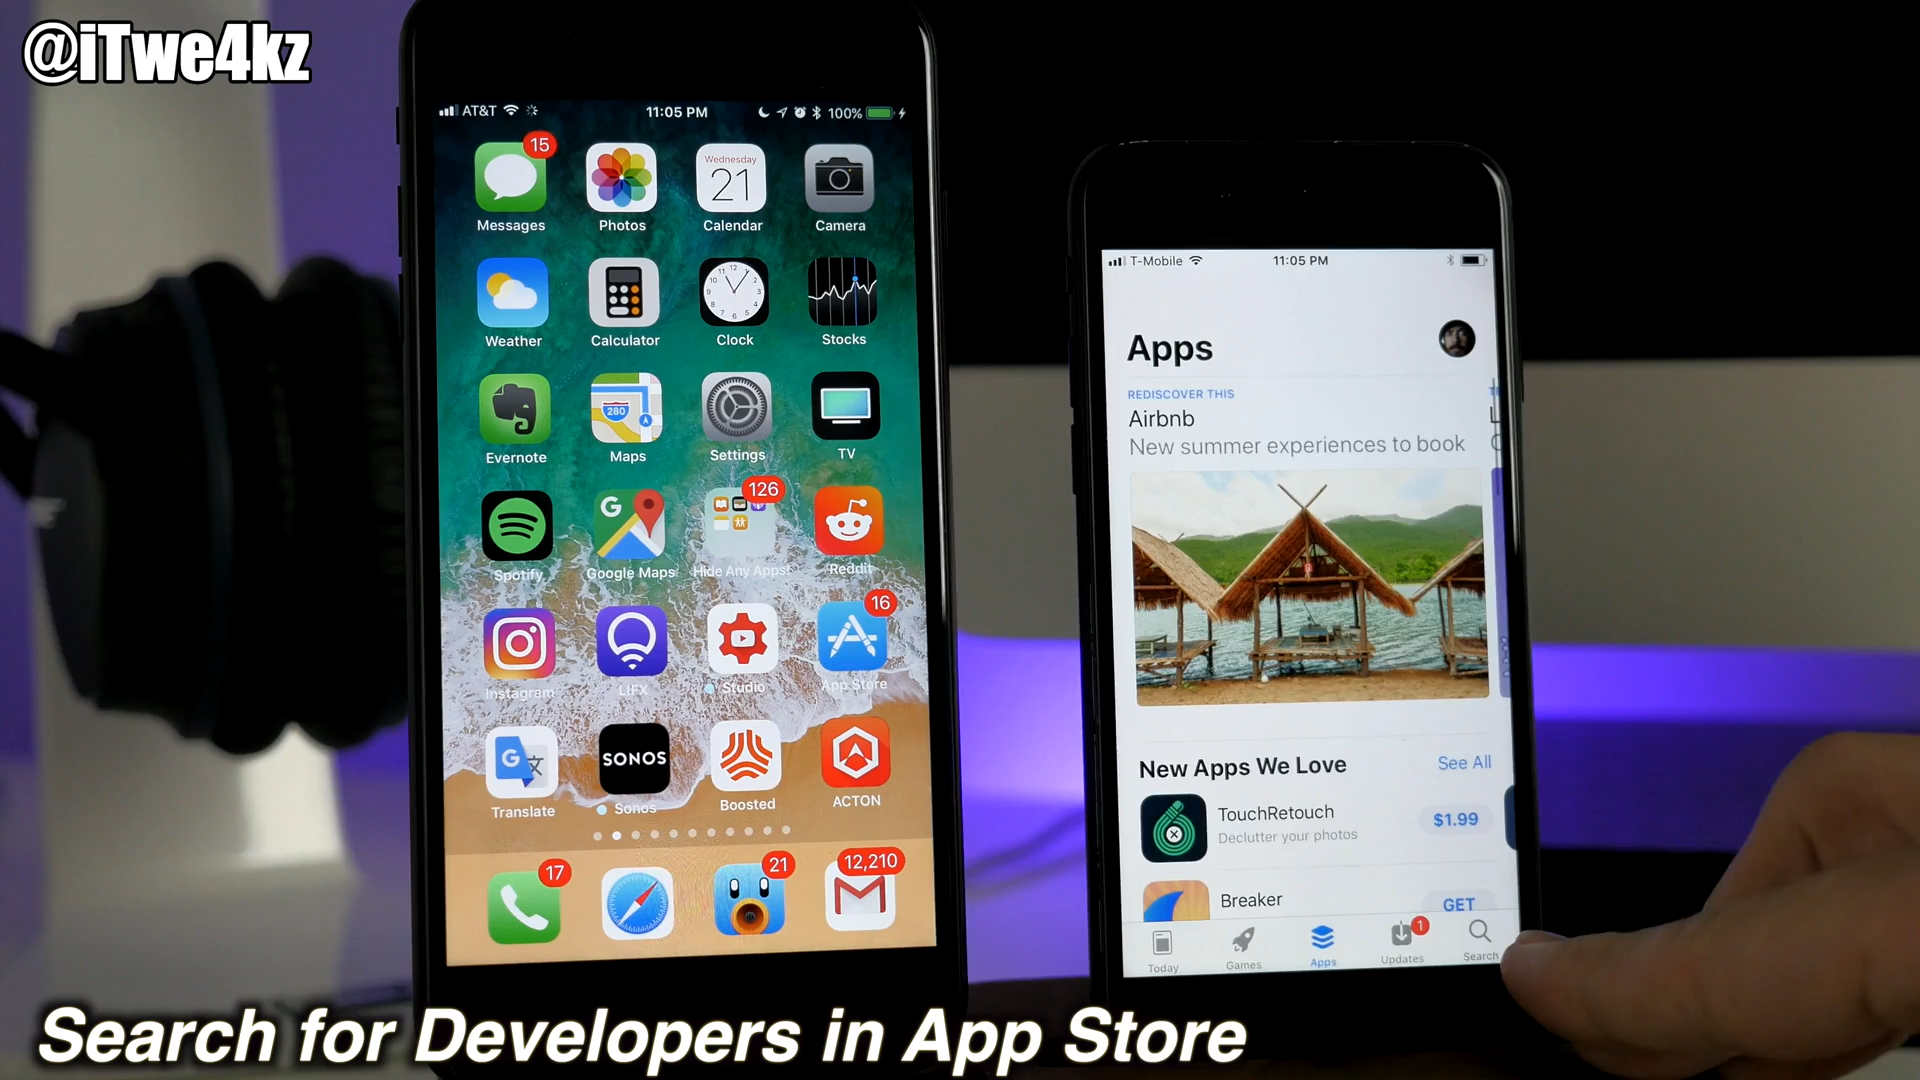 @iTwe4kz
AT&T
11:05 PM
100%
15
Messages
Photos
Wednesday
21
Calendar
Camera
Weather
Calculator
Clock
Stocks
Evernote
280
Maps
Settings
TV
Spotify
G
Google Maps
126
Hide Any Apps!
Reddit
Instagram
LIFX
Studio
16
App Store
G
Translate
SONOS
Sonos
Boosted
ACTON
17
21
12,210
T-Mobile
11:05 PM
Apps
REDISCOVER THIS
Airbnb
New summer experiences to book
New Apps We Love
See All
TouchRetouch
Declutter your photos
$1.99
Breaker
GET
Today
Games
Apps
1
Updates
Search
Search for Developers in App Store